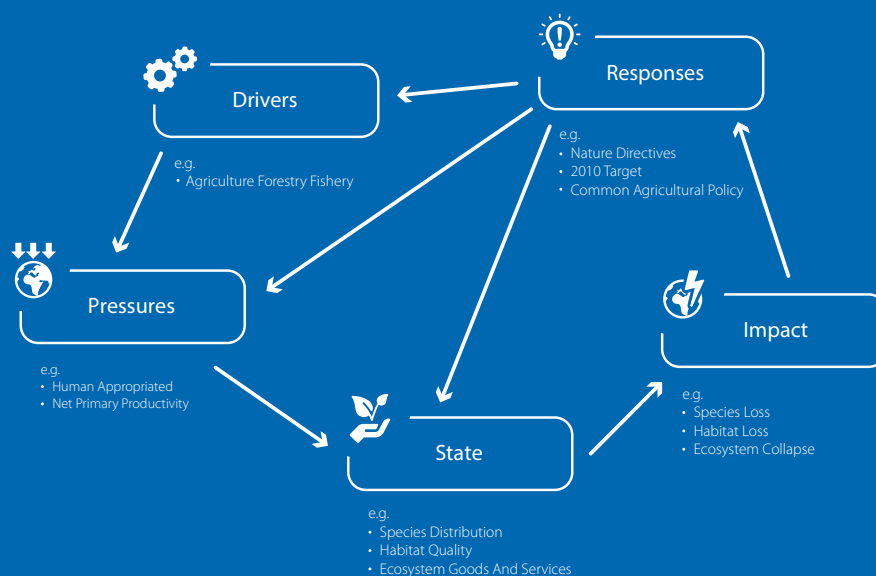 Responses
e.g.
• Nature Directives
• 2010 Target
• Common Agricultural Policy
Drivers
e.g.
• Agriculture Forestry Fishery
Pressures
e.g.
• Human Appropriated
• Net Primary Productivity
Impact
e.g.
• Species Loss
• Habitat Loss
• Ecosystem Collapse
State
e.g.
• Species Distribution
• Habitat Quality
• Ecosystem Goods And Services